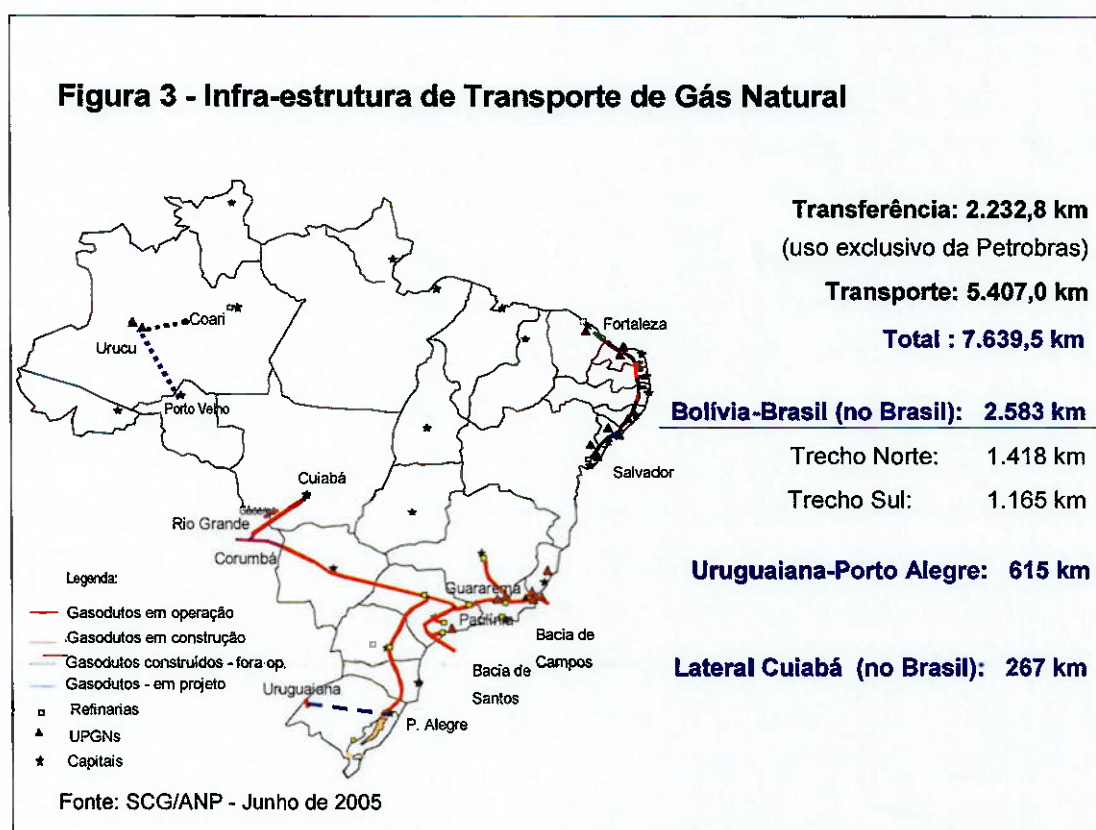 Figura 3 - Infra-estrutura de Transporte de Gás Natural
Transferência: 2.232,8 km
(uso exclusivo da Petrobras)
Transporte: 5.407,0 km
Total : 7.639,5 km
Bolívia-Brasil (no Brasil): 2.583 km
Trecho Norte: 1.418 km
Trecho Sul: 1.165 km
Uruguaiana-Porto Alegre: 615 km
Lateral Cuiabá (no Brasil): 267 km
Coari
Urucu
Porto Velho
Fortaleza
Salvador
Cuiabá
Rio Grande
Corumbá
Guararema
Paulínia
Bacia de
Campos
Bacia de
Santos
Uruguaiana
P. Alegre
Legenda:
Gasodutos em operação
Gasodutos em construção
Gasodutos construídos - fora op.
Gasodutos - em projeto
Refinarias
UPGNs
Capitais
Fonte: SCG/ANP - Junho de 2005